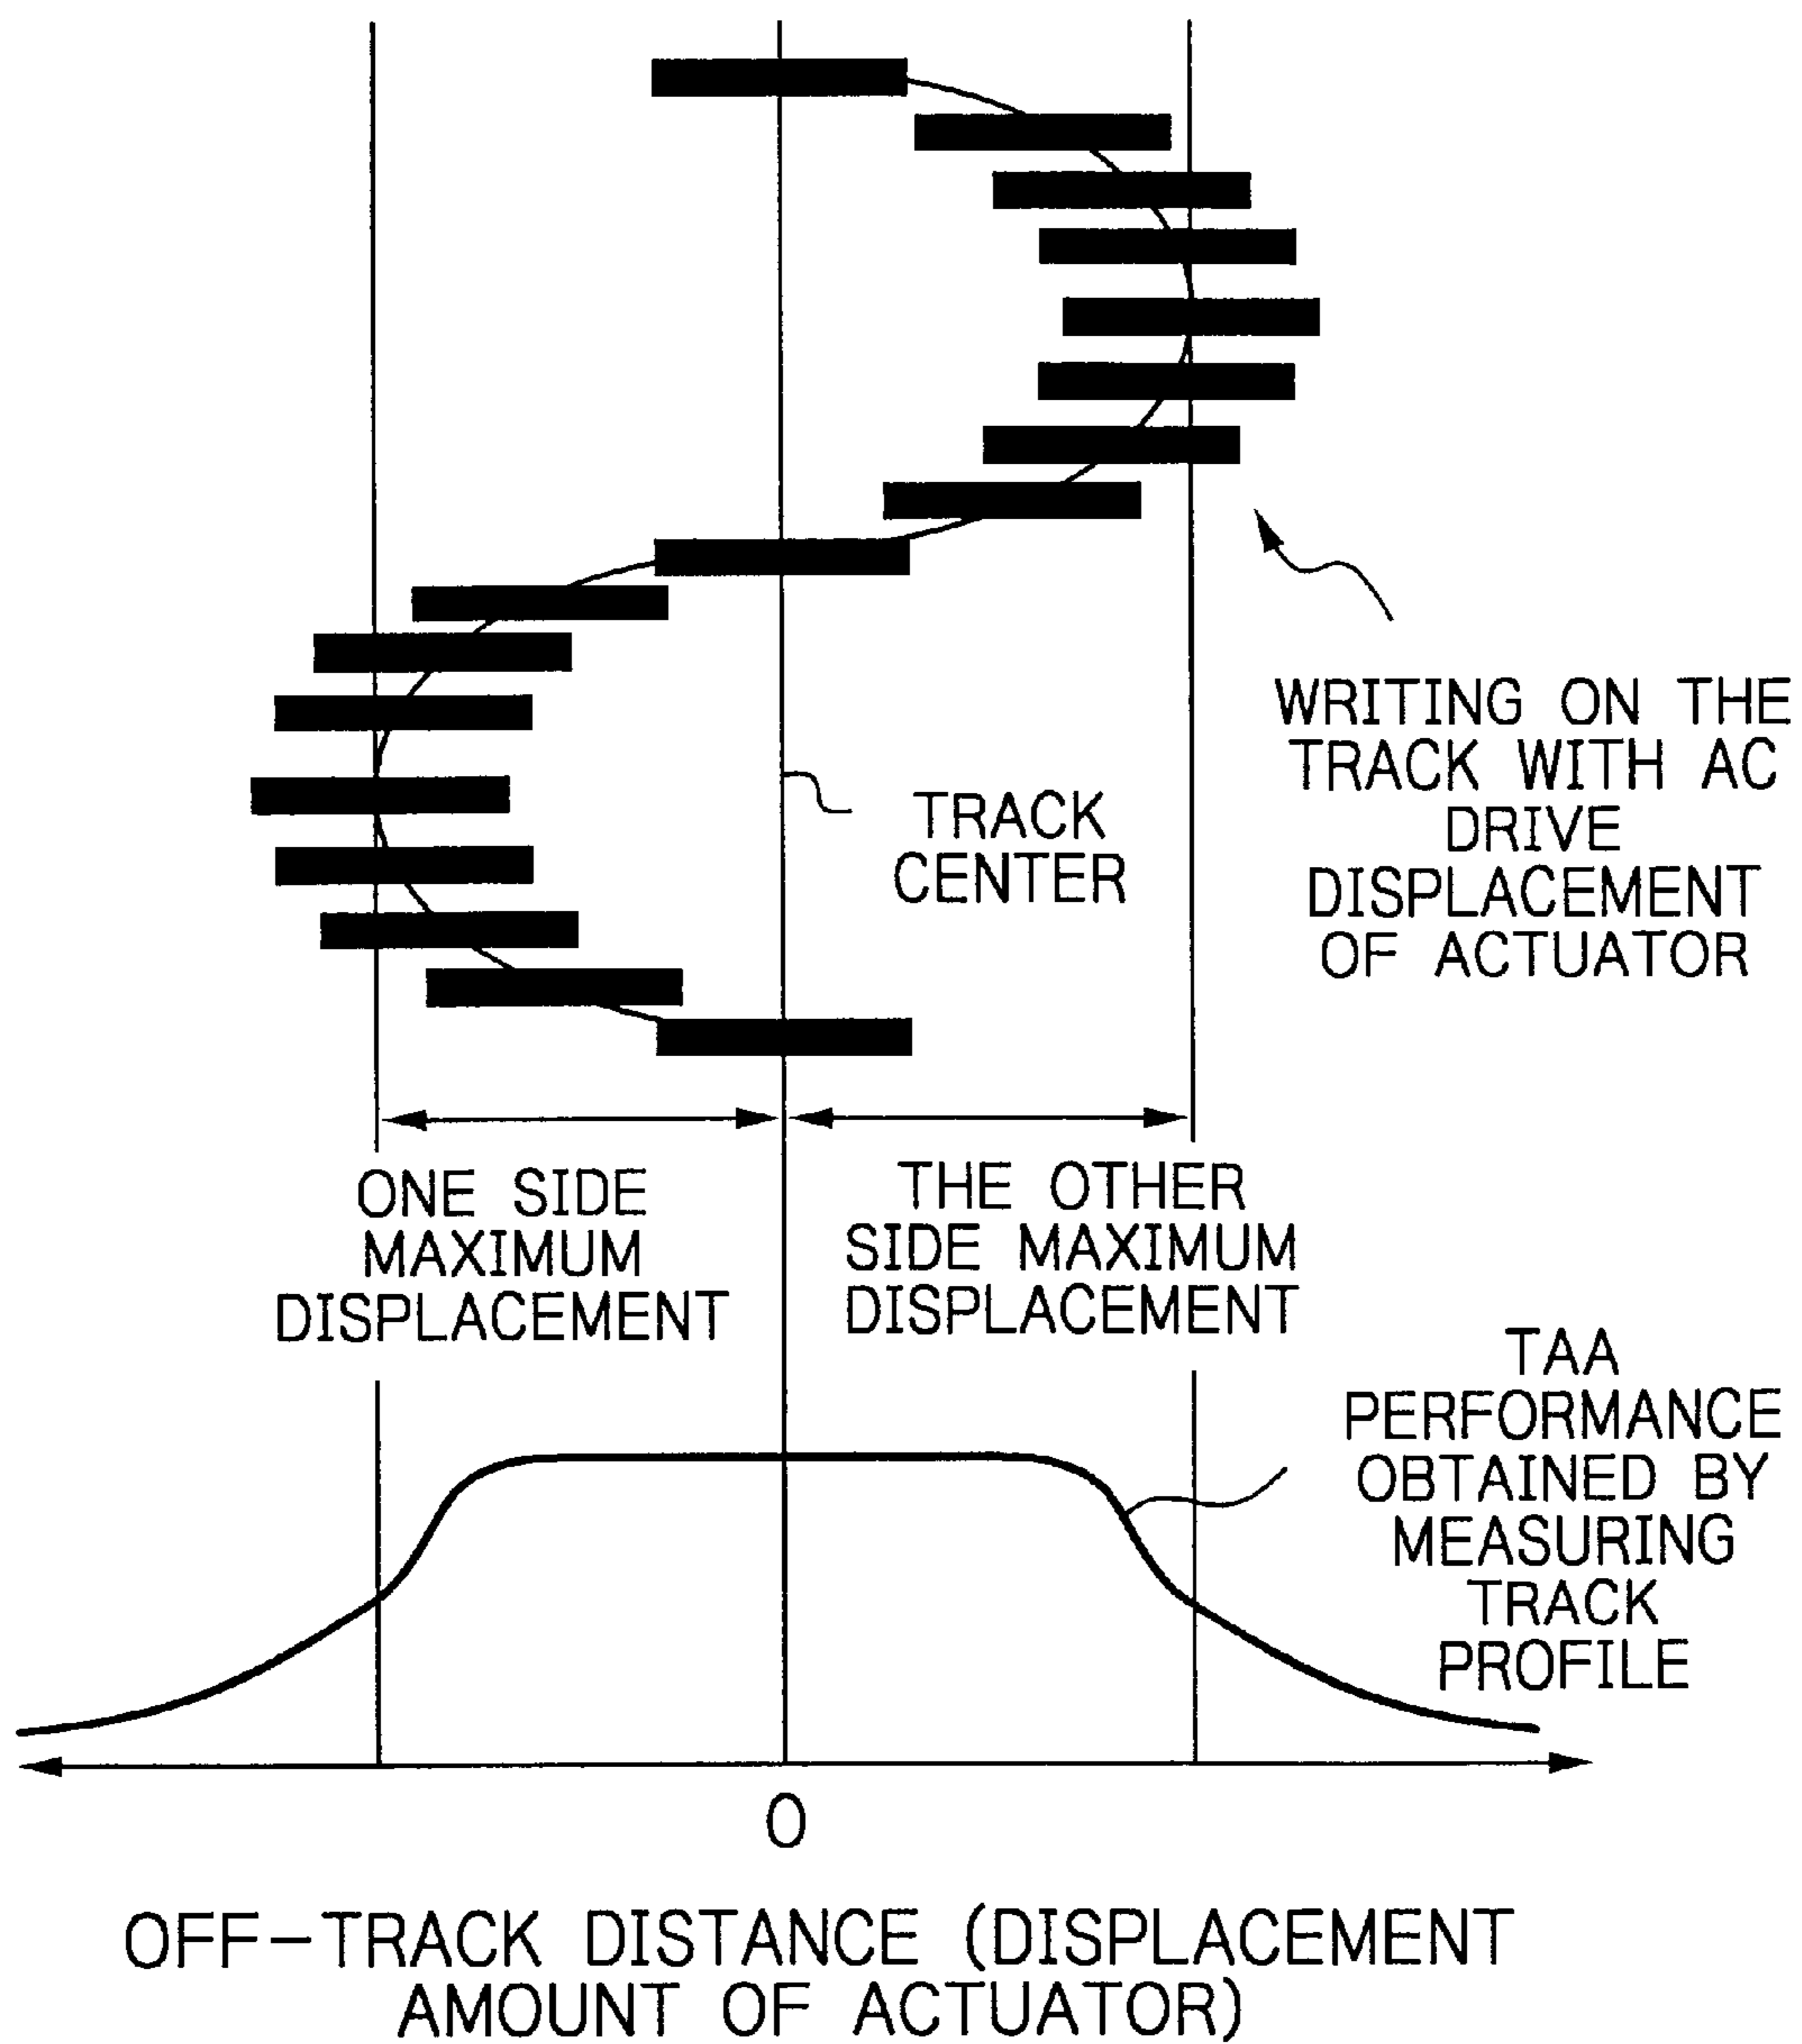 WRITING ON THE
TRACK WITH AC
DRIVE
DISPLACEMENT
OF ACTUATOR
TRACK
CENTER
ONE SIDE
MAXIMUM
DISPLACEMENT
THE OTHER
SIDE MAXIMUM
DISPLACEMENT
TAA
PERFORMANCE
OBTAINED BY
MEASURING
TRACK
PROFILE
0
OFF-TRACK DISTANCE (DISPLACEMENT
AMOUNT OF ACTUATOR)